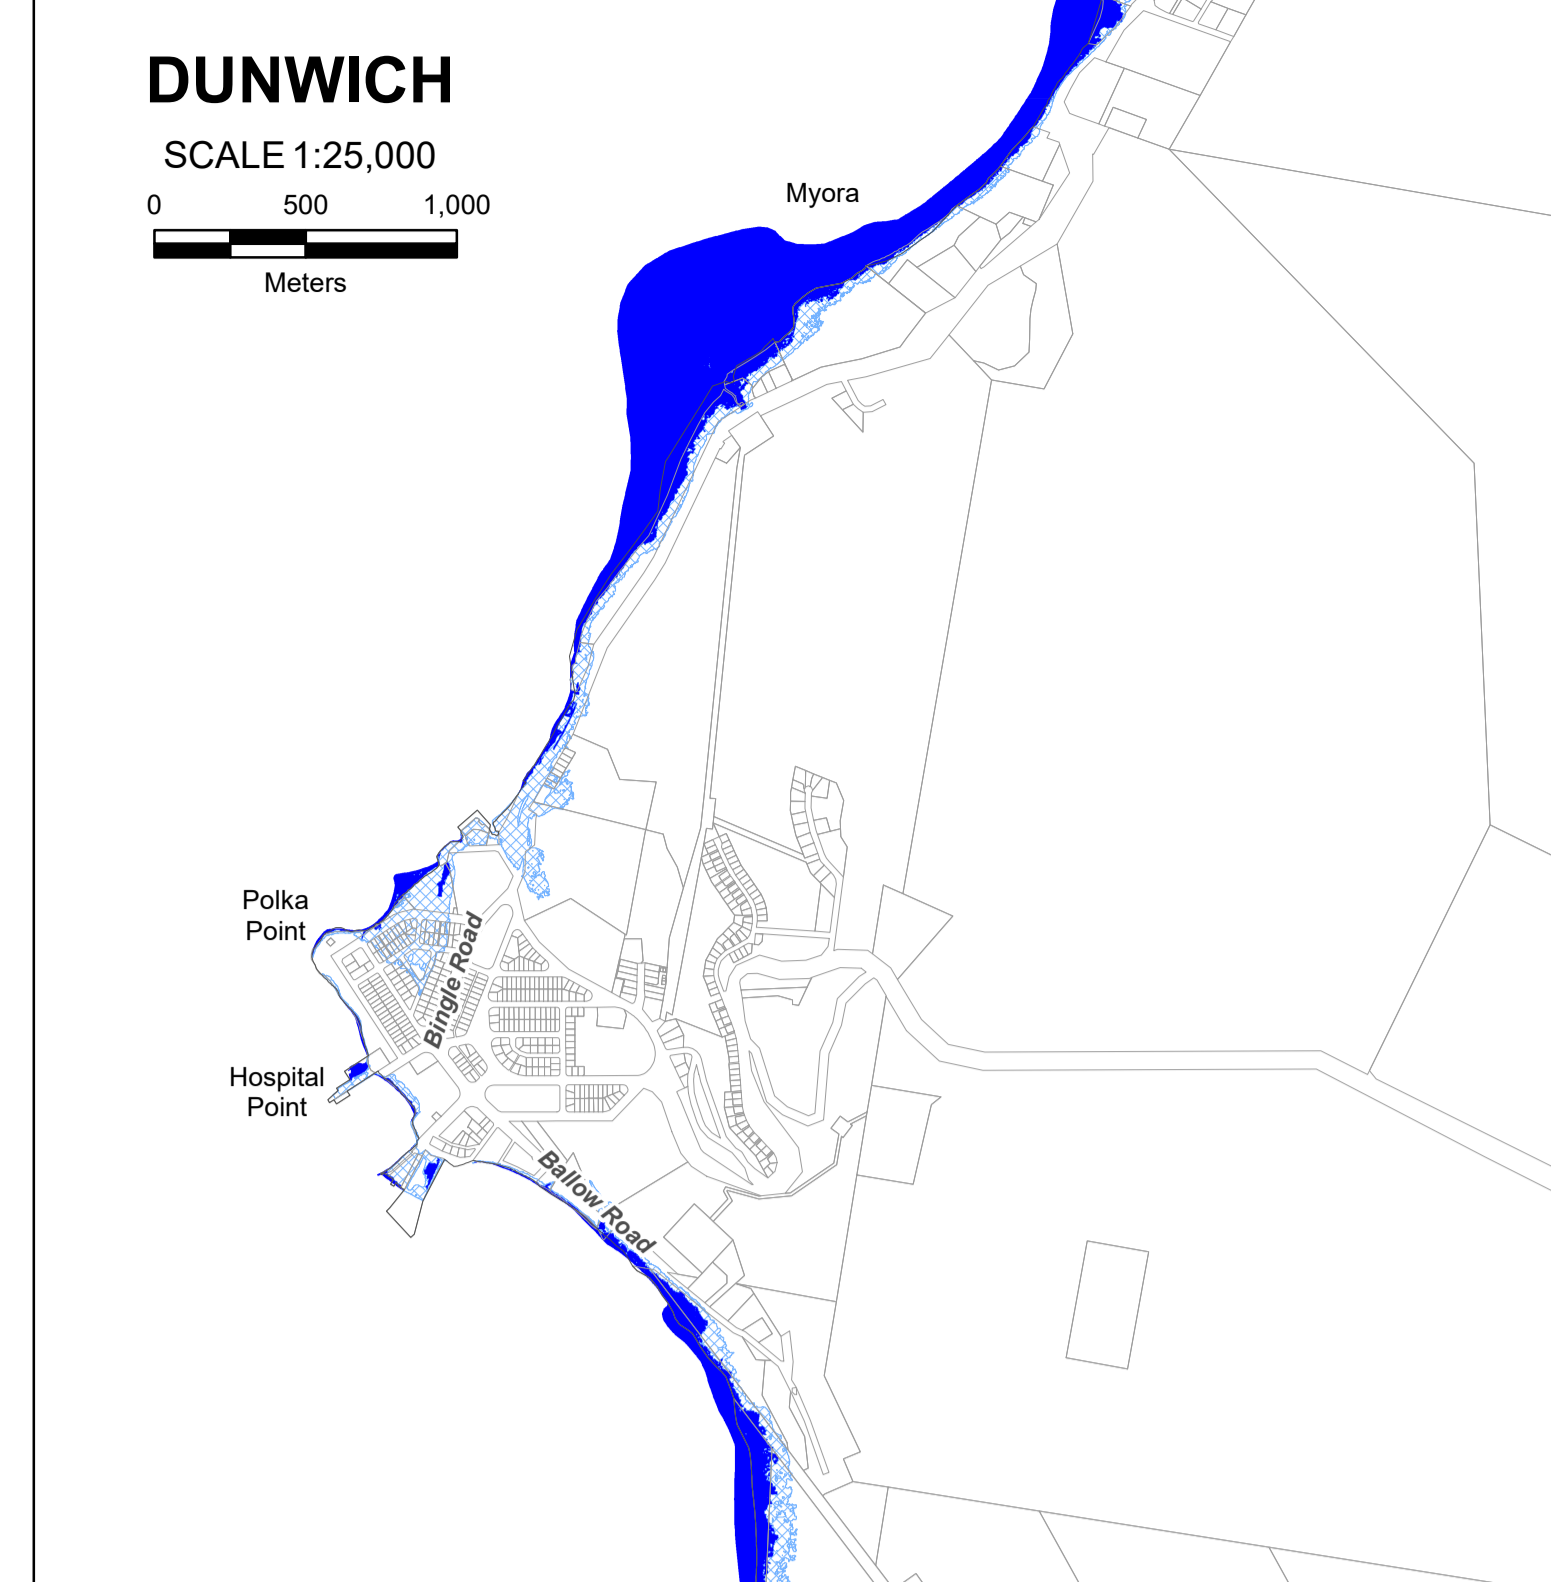 DUNWICH
SCALE 1:25,000
0 500 1,000
Meters
Myora
Polka
Point
Bingle Road
Hospital
Point
Ballow Road